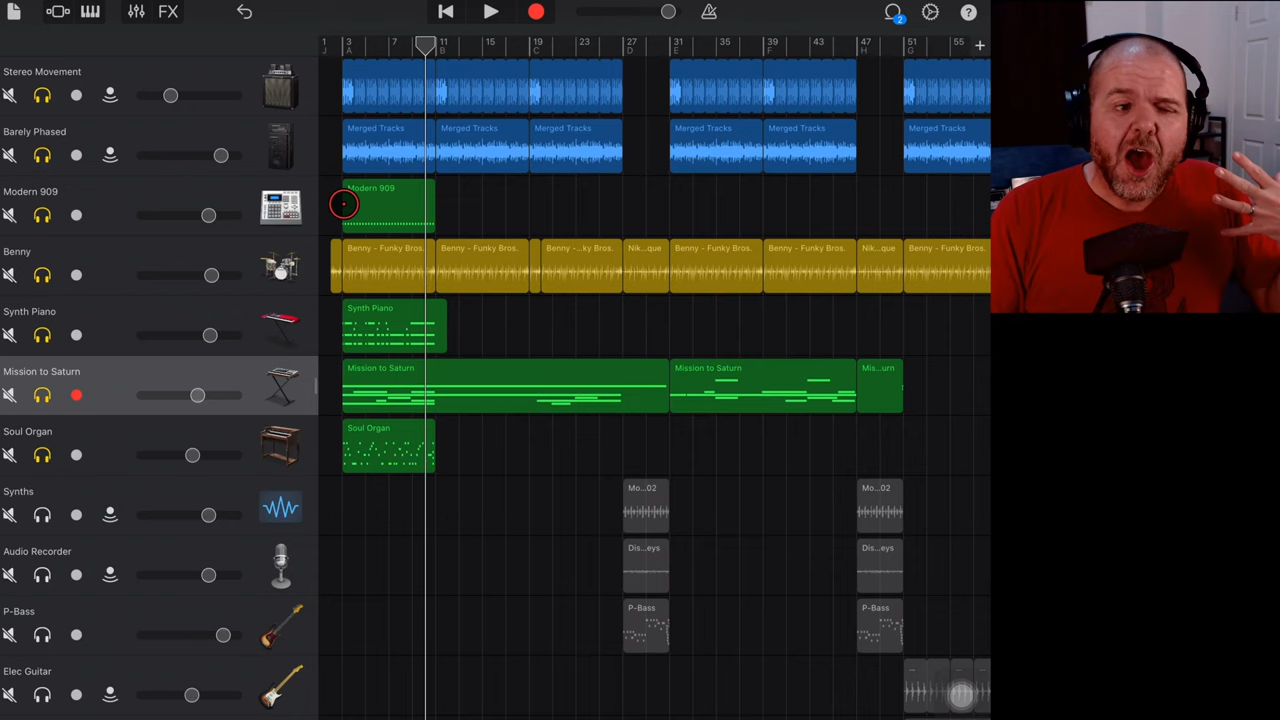 FX
2
?
1 3 7 11 15 19 23 27 31 35 39 43 47 51 55 +
J A B C D E F H G
Stereo Movement
Barely Phased
Merged Tracks Merged Tracks Merged Tracks Merged Tracks Merged Tracks Merged Tracks
Modern 909
Modern 909
Benny
Benny - Funky Bros. Benny - Funky Bros. Benny -...ky Bros. Nik...que Benny - Funky Bros. Benny - Funky Bros. Nik...que Benny - Funky Bros.
Synth Piano
Synth Piano
Mission to Saturn
Mission to Saturn Mission to Saturn Mis...urn
Soul Organ
Soul Organ
Synths
Mo...02 Mo...02
Audio Recorder
Dis...eys Dis...eys
P-Bass
P-Bass P-Bass
Elec Guitar